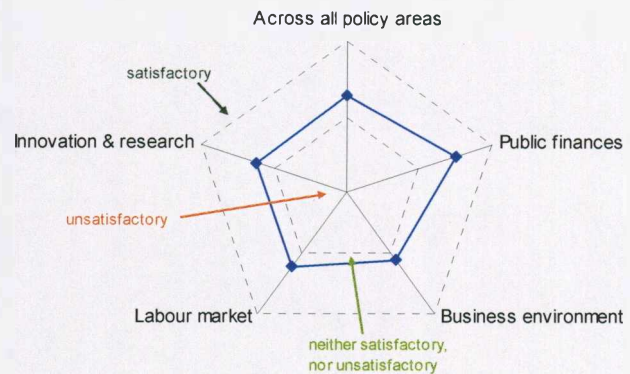 Across all policy areas
satisfactory
Innovation & research
Public finances
unsatisfactory
Labour market
Business environment
neither satisfactory,
nor unsatisfactory